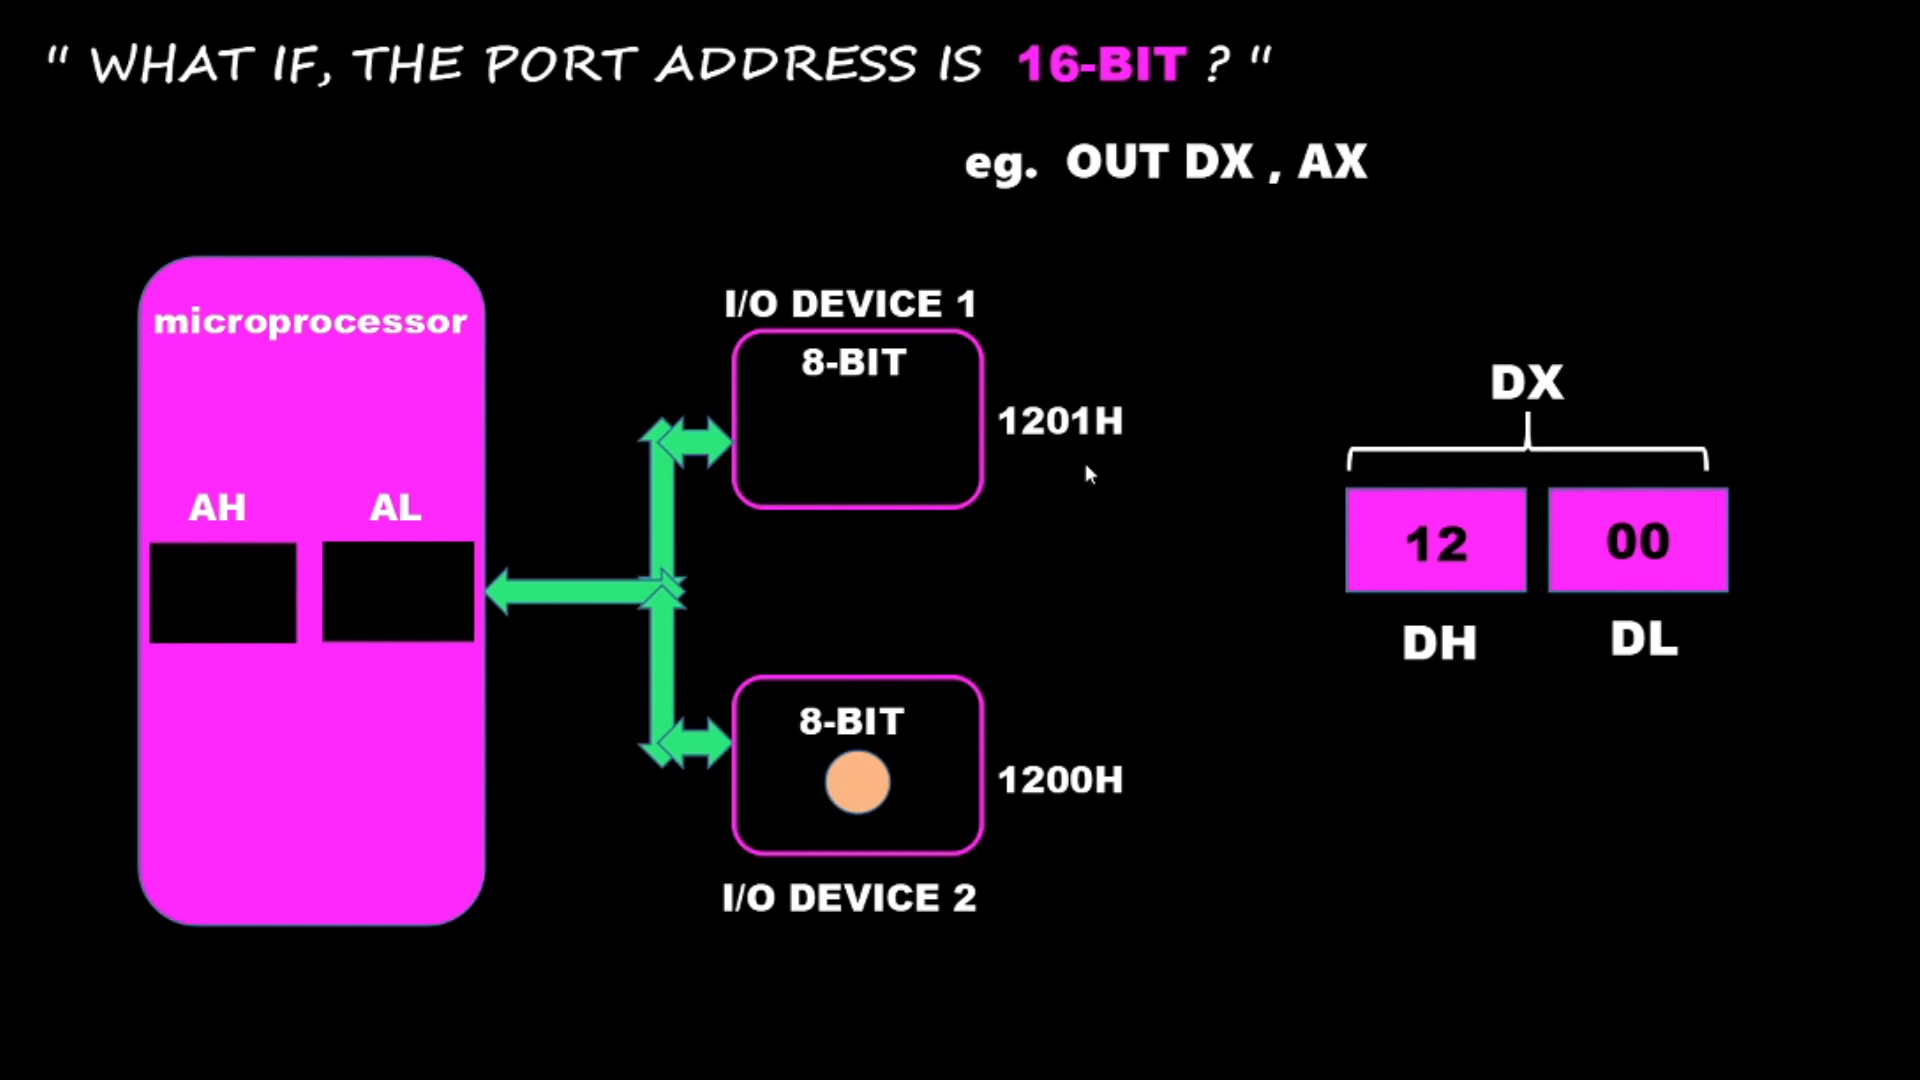 " WHAT IF, THE PORT ADDRESS IS 16-BIT ? "
eg. OUT DX , AX
microprocessor
AH AL
I/O DEVICE 1
8-BIT
1201H
8-BIT
1200H
I/O DEVICE 2
DX
12 00
DH DL